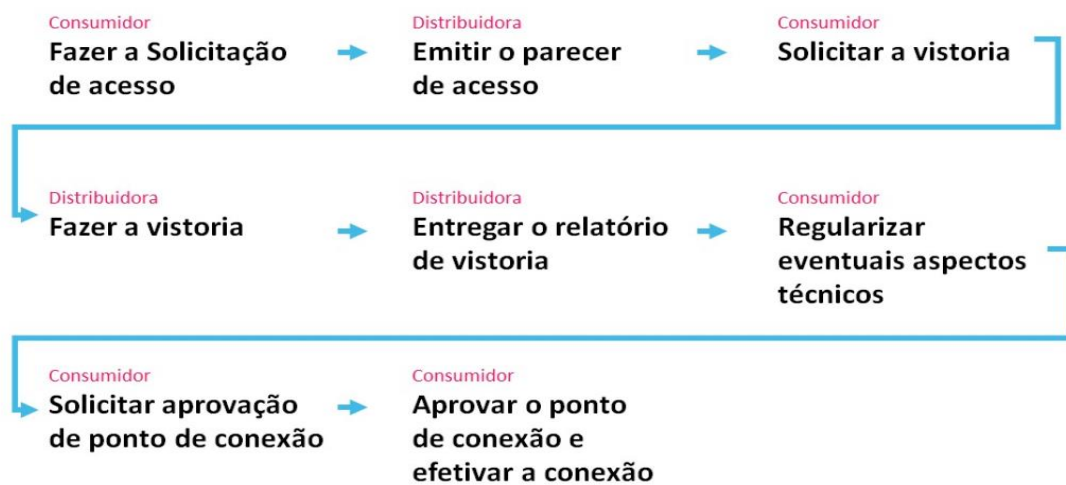 Consumidor
Fazer a Solicitação
de acesso
Distribuidora
Emitir o parecer
de acesso
Consumidor
Solicitar a vistoria
Distribuidora
Fazer a vistoria
Distribuidora
Entregar o relatório
de vistoria
Consumidor
Regularizar
eventuais aspectos
técnicos
Consumidor
Solicitar aprovação
de ponto de conexão
Consumidor
Aprovar o ponto
de conexão e
efetivar a conexão